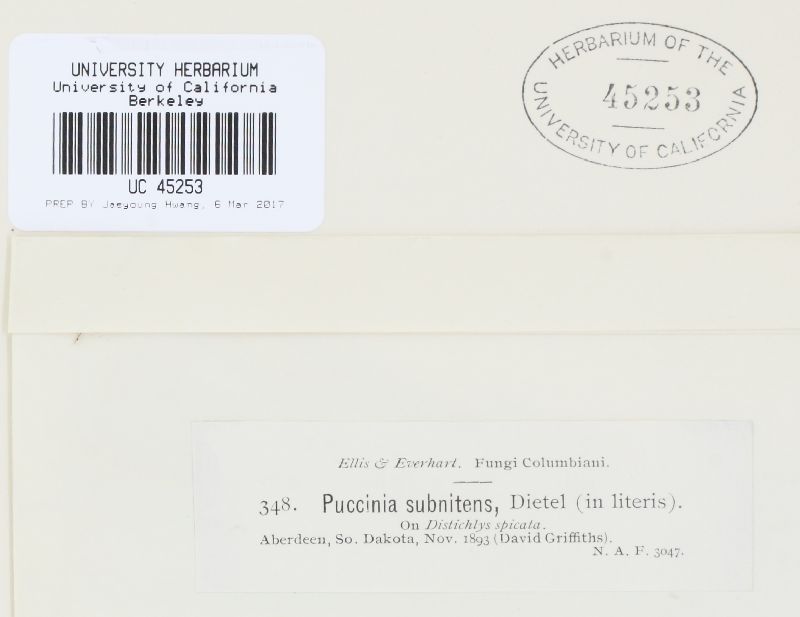 UNIVERSITY HERBARIUM
University of California
Berkeley
UC 45253
PREP BY Jaeyoung Hwang, 6 Mar 2017
HERBARIUM OF THE
45253
UNIVERSITY OF CALIFORNIA
Ellis & Everhart. Fungi Columbiani.
348. Puccinia subnitens, Dietel (in literis).
On Distichlys spicata.
Aberdeen, So. Dakota, Nov. 1893 (David Griffiths).
N. A. F. 3047.